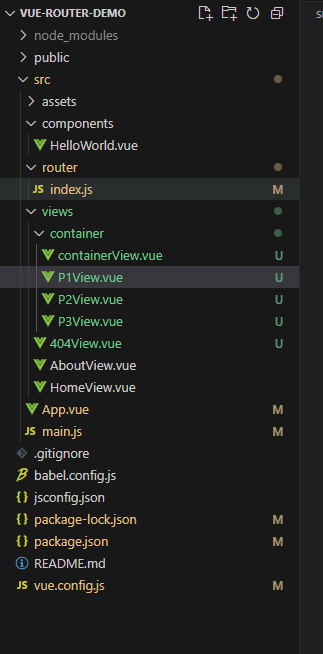 VUE-ROUTER-DEMO
node_modules
public
src
assets
components
HelloWorld.vue
router
JS index.js M
views
container
containerView.vue U
P1View.vue U
P2View.vue U
P3View.vue U
404View.vue U
AboutView.vue
HomeView.vue
App.vue M
JS main.js M
.gitignore
babel.config.js
{} jsconfig.json
{} package-lock.json M
{} package.json M
README.md
JS vue.config.js M